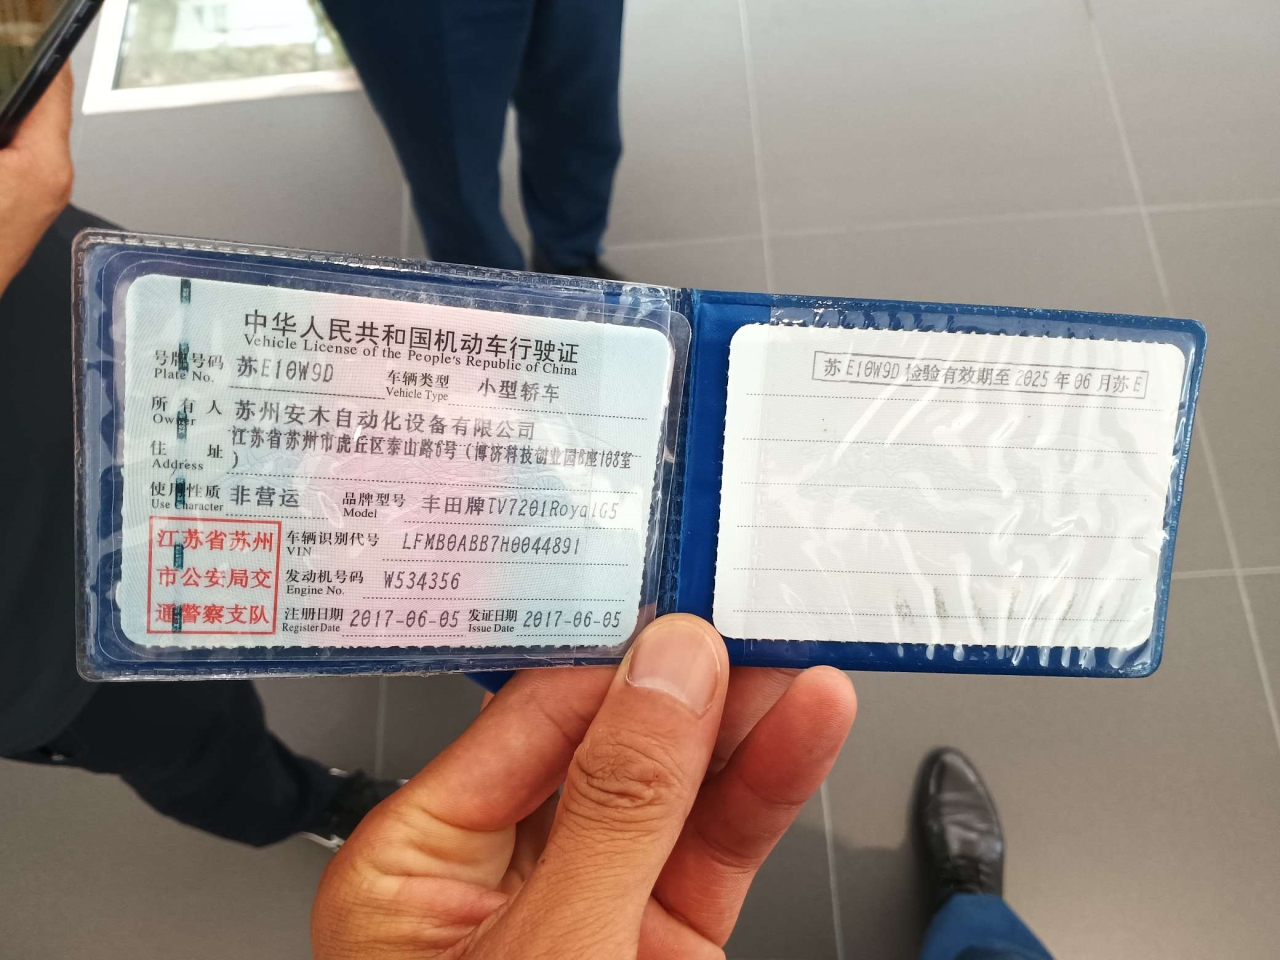 中华人民共和国机动车行驶证
Vehicle License of the People's Republic of China
号牌号码 苏E10W9D 车辆类型 小型轿车
Plate No. Vehicle Type
所有人 苏州安木自动化设备有限公司
Owner
住址 江苏省苏州市虎丘区泰山路6号（博济科技创业园B座108室
Address ）
使用性质 非营运 品牌型号 丰田牌TV7201RoyalG5
Use Character Model
江苏省苏州
市公安局交
通警察支队
车辆识别代号 LFMB0ABB7H0044891
VIN
发动机号码 W534356
Engine No.
注册日期 2017-06-05 发证日期 2017-06-05
Register Date Issue Date
苏E10W9D 检验有效期至 2025 年 06 月苏E